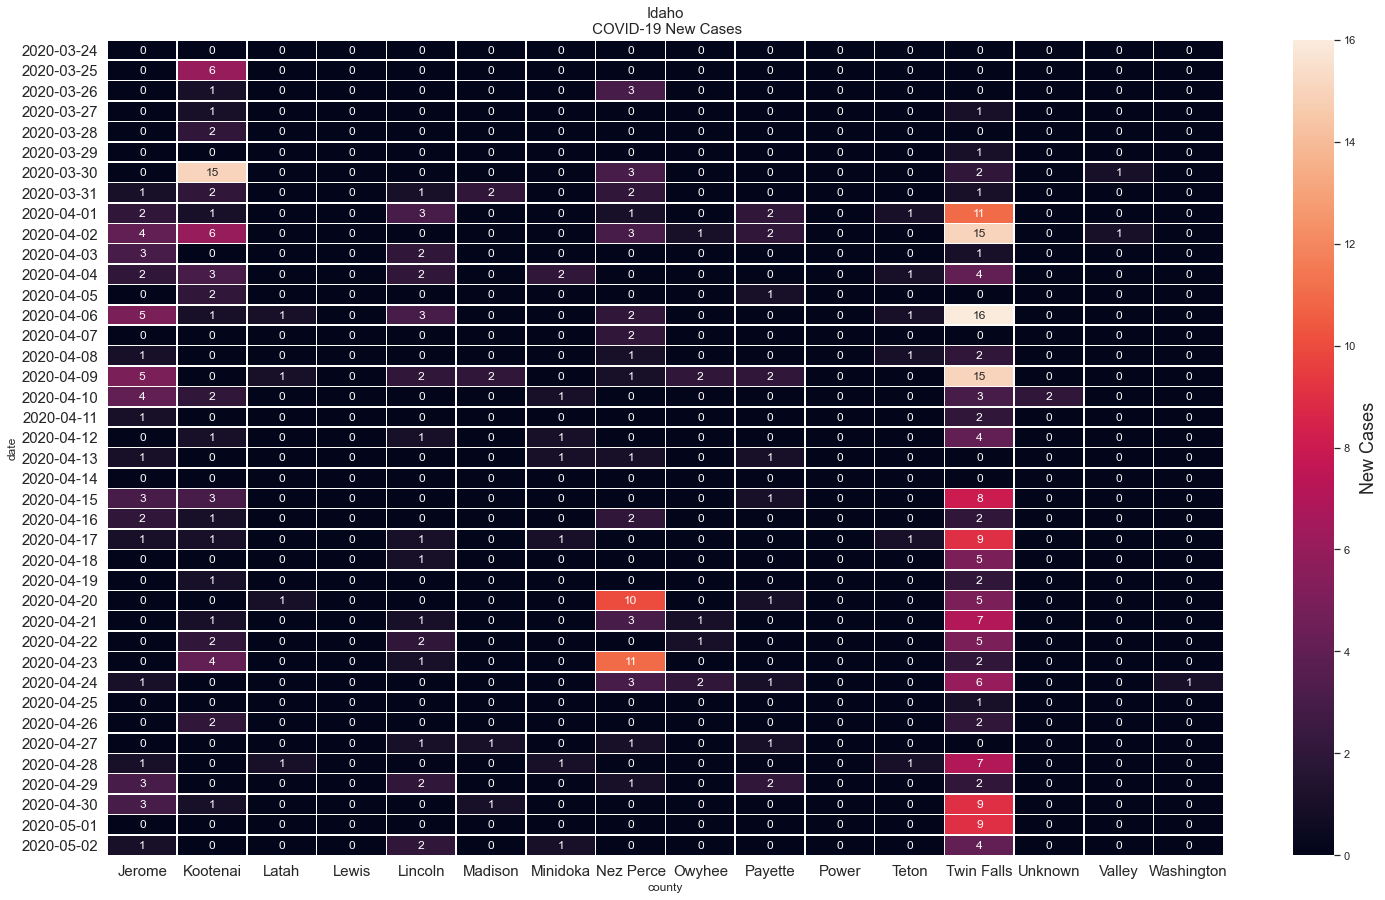 Idaho
COVID-19 New Cases
2020-03-24 0 0 0 0 0 0 0 0 0 0 0 0 0 0 0 0
2020-03-25 0 6 0 0 0 0 0 0 0 0 0 0 0 0 0 0
2020-03-26 0 1 0 0 0 0 0 3 0 0 0 0 0 0 0 0
2020-03-27 0 1 0 0 0 0 0 0 0 0 0 0 1 0 0 0
2020-03-28 0 2 0 0 0 0 0 0 0 0 0 0 0 0 0 0
2020-03-29 0 0 0 0 0 0 0 0 0 0 0 0 1 0 0 0
2020-03-30 0 15 0 0 0 0 0 3 0 0 0 0 2 0 1 0
2020-03-31 1 2 0 0 1 2 0 2 0 0 0 0 1 0 0 0
2020-04-01 2 1 0 0 3 0 0 1 0 2 0 1 11 0 0 0
2020-04-02 4 6 0 0 0 0 0 3 1 2 0 0 15 0 1 0
2020-04-03 3 0 0 0 2 0 0 0 0 0 0 0 1 0 0 0
2020-04-04 2 3 0 0 2 0 2 0 0 0 0 1 4 0 0 0
2020-04-05 0 2 0 0 0 0 0 0 0 1 0 0 0 0 0 0
2020-04-06 5 1 1 0 3 0 0 2 0 0 0 1 16 0 0 0
2020-04-07 0 0 0 0 0 0 0 2 0 0 0 0 0 0 0 0
2020-04-08 1 0 0 0 0 0 0 1 0 0 0 1 2 0 0 0
2020-04-09 5 0 1 0 2 2 0 1 2 2 0 0 15 0 0 0
2020-04-10 4 2 0 0 0 0 1 0 0 0 0 0 3 2 0 0
2020-04-11 1 0 0 0 0 0 0 0 0 0 0 0 2 0 0 0
2020-04-12 0 1 0 0 1 0 1 0 0 0 0 0 4 0 0 0
2020-04-13 1 0 0 0 0 0 1 1 0 1 0 0 0 0 0 0
2020-04-14 0 0 0 0 0 0 0 0 0 0 0 0 0 0 0 0
2020-04-15 3 3 0 0 0 0 0 0 0 1 0 0 8 0 0 0
2020-04-16 2 1 0 0 0 0 0 2 0 0 0 0 2 0 0 0
2020-04-17 1 1 0 0 1 0 1 0 0 0 0 1 9 0 0 0
2020-04-18 0 0 0 0 1 0 0 0 0 0 0 0 5 0 0 0
2020-04-19 0 1 0 0 0 0 0 0 0 0 0 0 2 0 0 0
2020-04-20 0 0 1 0 0 0 0 10 0 1 0 0 5 0 0 0
2020-04-21 0 1 0 0 1 0 0 3 1 0 0 0 7 0 0 0
2020-04-22 0 2 0 0 2 0 0 0 1 0 0 0 5 0 0 0
2020-04-23 0 4 0 0 1 0 0 11 0 0 0 0 2 0 0 0
2020-04-24 1 0 0 0 0 0 0 3 2 1 0 0 6 0 0 1
2020-04-25 0 0 0 0 0 0 0 0 0 0 0 0 1 0 0 0
2020-04-26 0 2 0 0 0 0 0 0 0 0 0 0 2 0 0 0
2020-04-27 0 0 0 0 1 1 0 1 0 1 0 0 0 0 0 0
2020-04-28 1 0 1 0 0 0 1 0 0 0 0 1 7 0 0 0
2020-04-29 3 0 0 0 2 0 0 1 0 2 0 0 2 0 0 0
2020-04-30 3 1 0 0 0 1 0 0 0 0 0 0 9 0 0 0
2020-05-01 0 0 0 0 0 0 0 0 0 0 0 0 9 0 0 0
2020-05-02 1 0 0 0 2 0 1 0 0 0 0 0 4 0 0 0
Jerome Kootenai Latah Lewis Lincoln Madison Minidoka Nez Perce Owyhee Payette Power Teton Twin Falls Unknown Valley Washington
county
date
16
14
12
10
8
6
4
2
0
New Cases